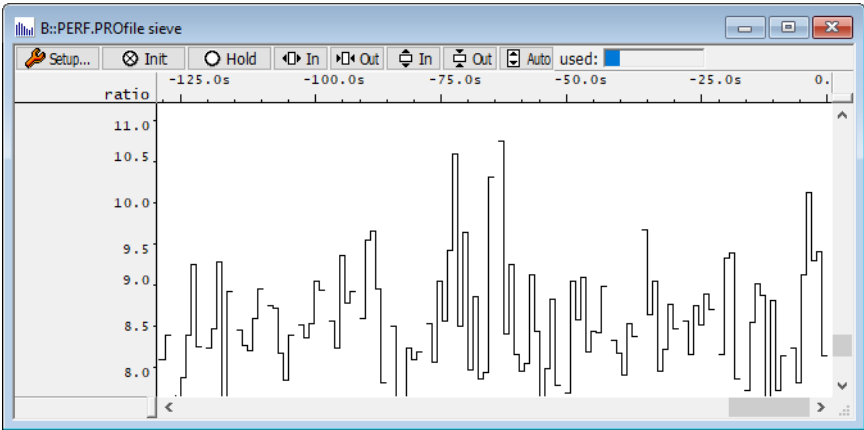 B::PERF.PROfile sieve
Setup... Init Hold In Out In Out Auto used:
-125.0s -100.0s -75.0s -50.0s -25.0s 0.
ratio
11.0
10.5
10.0
9.5
9.0
8.5
8.0